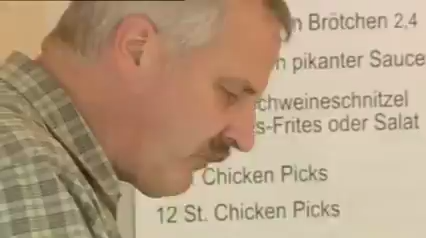 n Brötchen 2,4
n pikanter Sauce
chweineschnitzel
s-Frites oder Salat
Chicken Picks
12 St. Chicken Picks